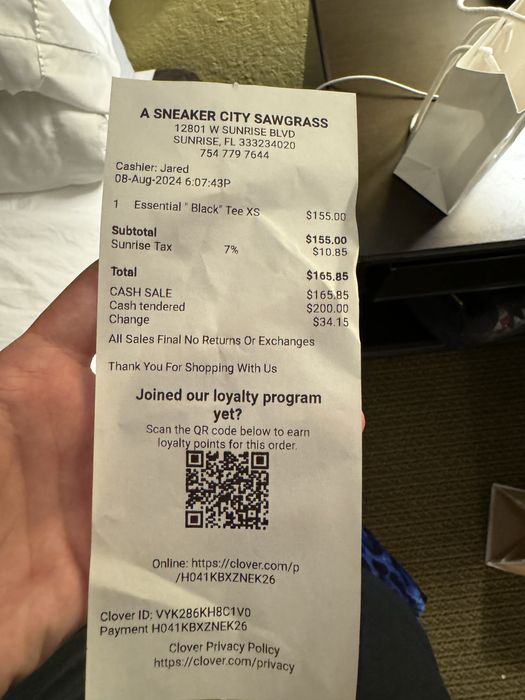 A SNEAKER CITY SAWGRASS
12801 W SUNRISE BLVD
SUNRISE, FL 333234020
754 779 7644
Cashier: Jared
08-Aug-2024 6:07:43P
1 Essential " Black" Tee XS $155.00
Subtotal $155.00
Sunrise Tax 7% $10.85
Total $165.85
CASH SALE $165.85
Cash tendered $200.00
Change $34.15
All Sales Final No Returns Or Exchanges
Thank You For Shopping With Us
Joined our loyalty program
yet?
Scan the QR code below to earn
loyalty points for this order.
Online: https://clover.com/p
/H041KBXZNEK26
Clover ID: VYK286KH8C1V0
Payment H041KBXZNEK26
Clover Privacy Policy
https://clover.com/privacy